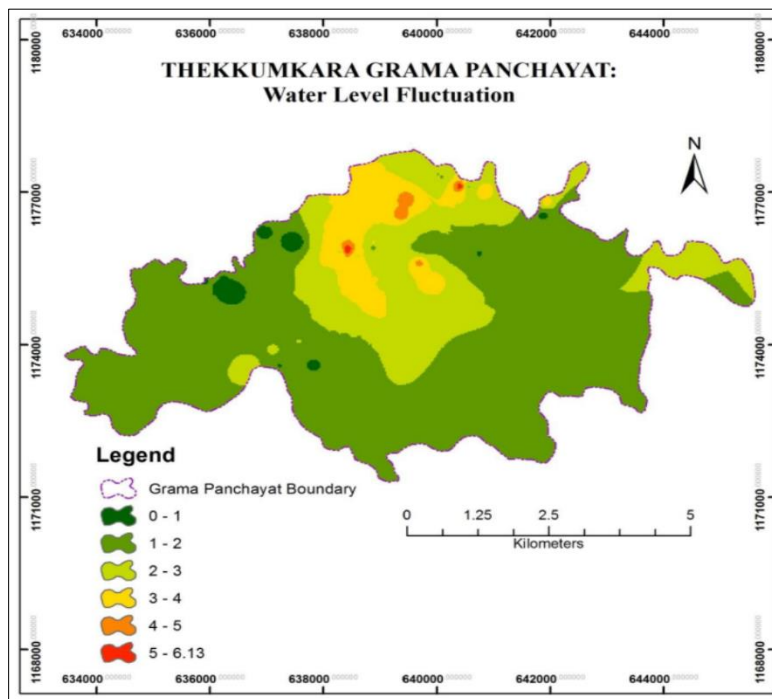 634000 636000 638000 640000 642000 644000
1180000 1180000
THEKKUMKARA GRAMA PANCHAYAT:
Water Level Fluctuation
N
1177000 1177000
1174000 1174000
Legend
Grama Panchayat Boundary
0 - 1
1 - 2
2 - 3
3 - 4
4 - 5
5 - 6.13
1171000 1171000
0 1.25 2.5 5
Kilometers
1168000 1168000
634000 636000 638000 640000 642000 644000